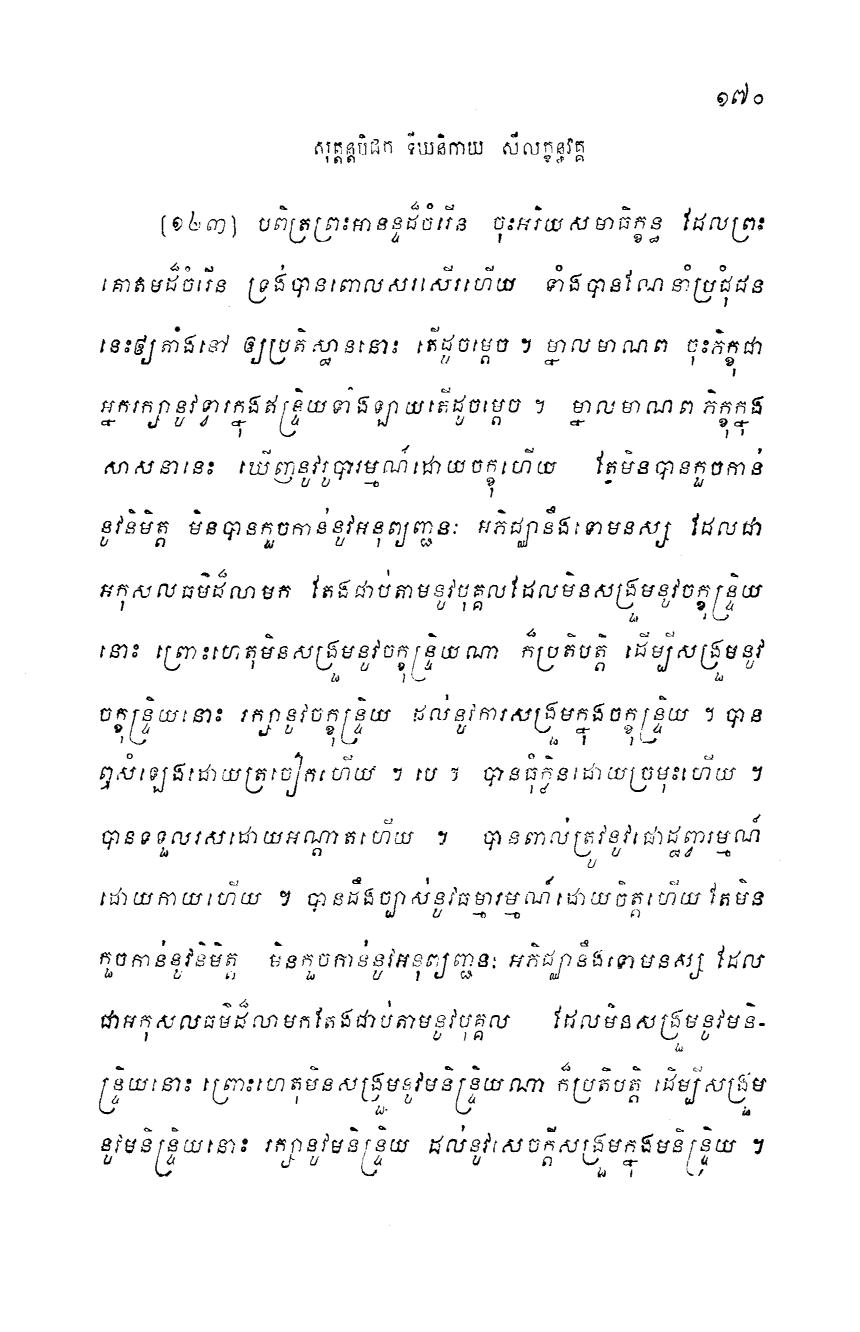 ១៧០
សុត្តន្តបិដក ទីឃនិកាយ សីលក្ខន្ធវគ្គ
[១៤៣] បពិត្រព្រះអានន្ទដ៏ចំរើន ចុះអរិយសមាធិក្ខន្ធ ដែលព្រះ
គោតមដ៏ចំរើន ទ្រង់បានពោលសរសើរហើយ ទាំងបានណែនាំប្រជុំជន
នេះឲ្យតាំងនៅ ឲ្យប្រតិស្ឋាននោះ តើដូចម្តេច ។ ម្នាលមាណព ចុះភិក្ខុជា
អ្នករក្សានូវទ្វារក្នុងឥន្ទ្រិយទាំងឡាយតើដូចម្តេច ។ ម្នាលមាណព ភិក្ខុក្នុង
សាសនានេះ ឃើញនូវរូបារម្មណ៍ដោយចក្ខុហើយ តែមិនបានកួចកាន់
នូវនិមិត្ត មិនបានកួចកាន់នូវអនុព្យញ្ជនៈ អភិជ្ឈានឹងទោមនស្ស ដែលជា
អកុសលធម៌ដ៏លាមក តែងជាប់តាមនូវបុគ្គលដែលមិនសង្រួមនូវចក្ខុន្ទ្រិយ
នោះ ព្រោះហេតុមិនសង្រួមនូវចក្ខុន្ទ្រិយណា ក៏ប្រតិបត្តិ ដើម្បីសង្រួមនូវ
ចក្ខុន្ទ្រិយនោះ រក្សានូវចក្ខុន្ទ្រិយ ដល់នូវការសង្រួមក្នុងចក្ខុន្ទ្រិយ ។ បាន
ឮសំឡេងដោយត្រចៀកហើយ ។ បេ ។ បានធុំក្លិនដោយច្រមុះហើយ ។
បានទទួលរសដោយអណ្តាតហើយ ។ បានពាល់ត្រូវនូវផោដ្ឋព្វារម្មណ៍
ដោយកាយហើយ ។ បានដឹងច្បាស់នូវធម្មារម្មណ៍ដោយចិត្តហើយ តែមិន
កួចកាន់នូវនិមិត្ត មិនកួចកាន់នូវអនុព្យញ្ជនៈ អភិជ្ឈានឹងទោមនស្ស ដែល
ជាអកុសលធម៌ដ៏លាមកតែងជាប់តាមនូវបុគ្គល ដែលមិនសង្រួមនូវមនិ-
ន្ទ្រិយនោះ ព្រោះហេតុមិនសង្រួមនូវមនិន្ទ្រិយណា ក៏ប្រតិបត្តិ ដើម្បីសង្រួម
នូវមនិន្ទ្រិយនោះ រក្សានូវមនិន្ទ្រិយ ដល់នូវសេចក្តីសង្រួមក្នុងមនិន្ទ្រិយ ។